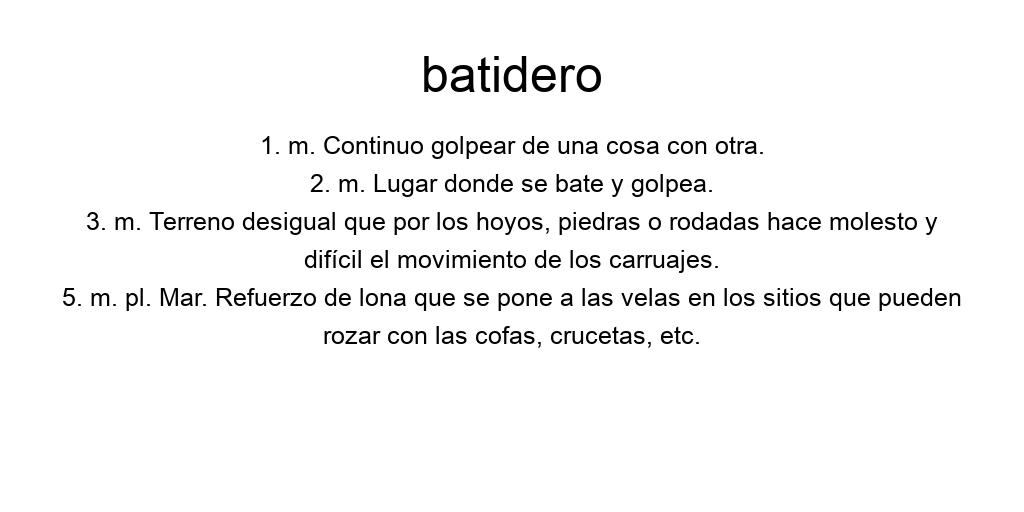 batidero
1. m. Continuo golpear de una cosa con otra.
2. m. Lugar donde se bate y golpea.
3. m. Terreno desigual que por los hoyos, piedras o rodadas hace molesto y
difícil el movimiento de los carruajes.
5. m. pl. Mar. Refuerzo de lona que se pone a las velas en los sitios que pueden
rozar con las cofas, crucetas, etc.